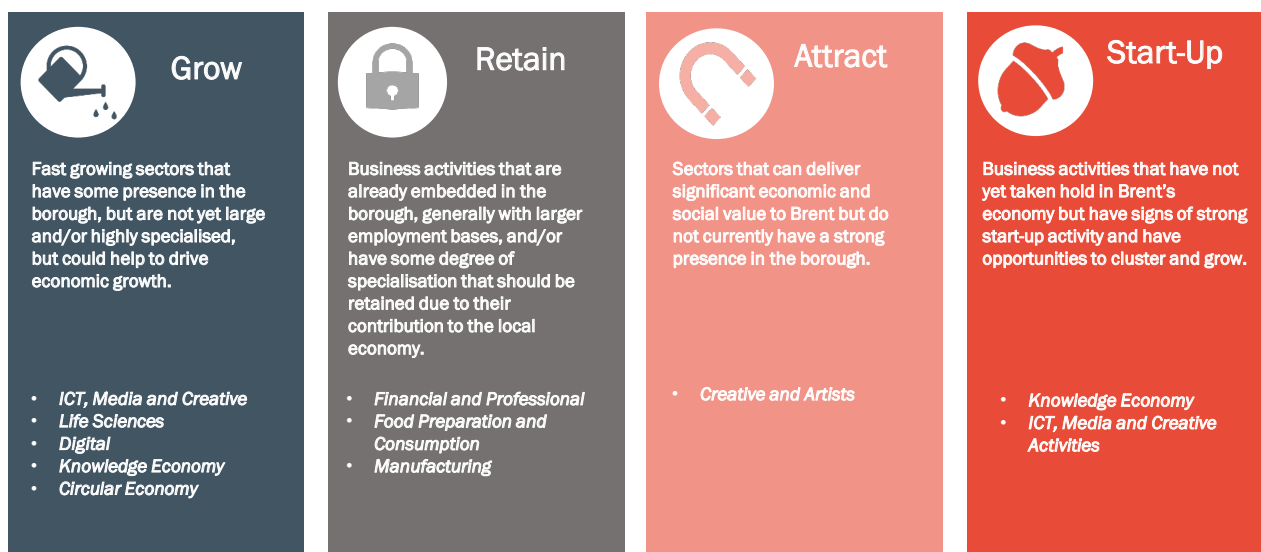 Grow
Fast growing sectors that
have some presence in the
borough, but are not yet large
and/or highly specialised,
but could help to drive
economic growth.
• ICT, Media and Creative
• Life Sciences
• Digital
• Knowledge Economy
• Circular Economy
Retain
Business activities that are
already embedded in the
borough, generally with larger
employment bases, and/or
have some degree of
specialisation that should be
retained due to their
contribution to the local
economy.
• Financial and Professional
• Food Preparation and
Consumption
• Manufacturing
Attract
Sectors that can deliver
significant economic and
social value to Brent but do
not currently have a strong
presence in the borough.
• Creative and Artists
Start-Up
Business activities that have not
yet taken hold in Brent's
economy but have signs of strong
start-up activity and have
opportunities to cluster and grow.
• Knowledge Economy
• ICT, Media and Creative
Activities